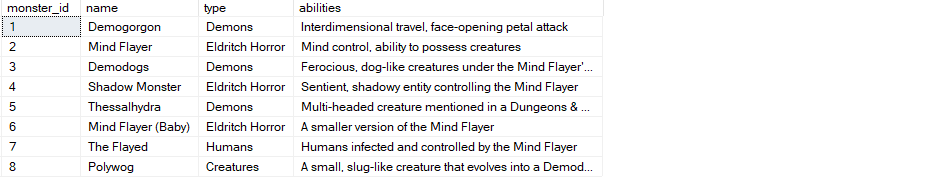 monster_id name type abilities
1 Demogorgon Demons Interdimensional travel, face-opening petal attack
2 Mind Flayer Eldritch Horror Mind control, ability to possess creatures
3 Demodogs Demons Ferocious, dog-like creatures under the Mind Flayer'...
4 Shadow Monster Eldritch Horror Sentient, shadowy entity controlling the Mind Flayer
5 Thessalhydra Demons Multi-headed creature mentioned in a Dungeons & ...
6 Mind Flayer (Baby) Eldritch Horror A smaller version of the Mind Flayer
7 The Flayed Humans Humans infected and controlled by the Mind Flayer
8 Polywog Creatures A small, slug-like creature that evolves into a Demod...